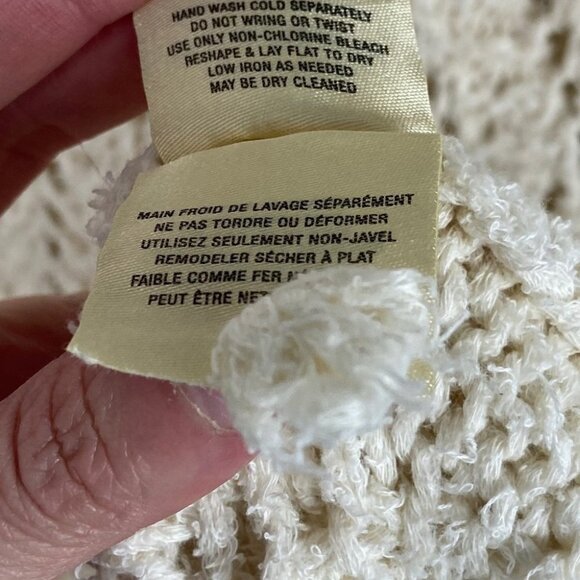 HAND WASH COLD SEPARATELY
DO NOT WRING OR TWIST
USE ONLY NON-CHLORINE BLEACH
RESHAPE & LAY FLAT TO DRY
LOW IRON AS NEEDED
MAY BE DRY CLEANED
MAIN FROID DE LAVAGE SÉPARÉMENT
NE PAS TORDRE OU DÉFORMER
UTILISEZ SEULEMENT NON-JAVEL
REMODELER SÉCHER À PLAT
FAIBLE COMME FER
PEUT ÊTRE